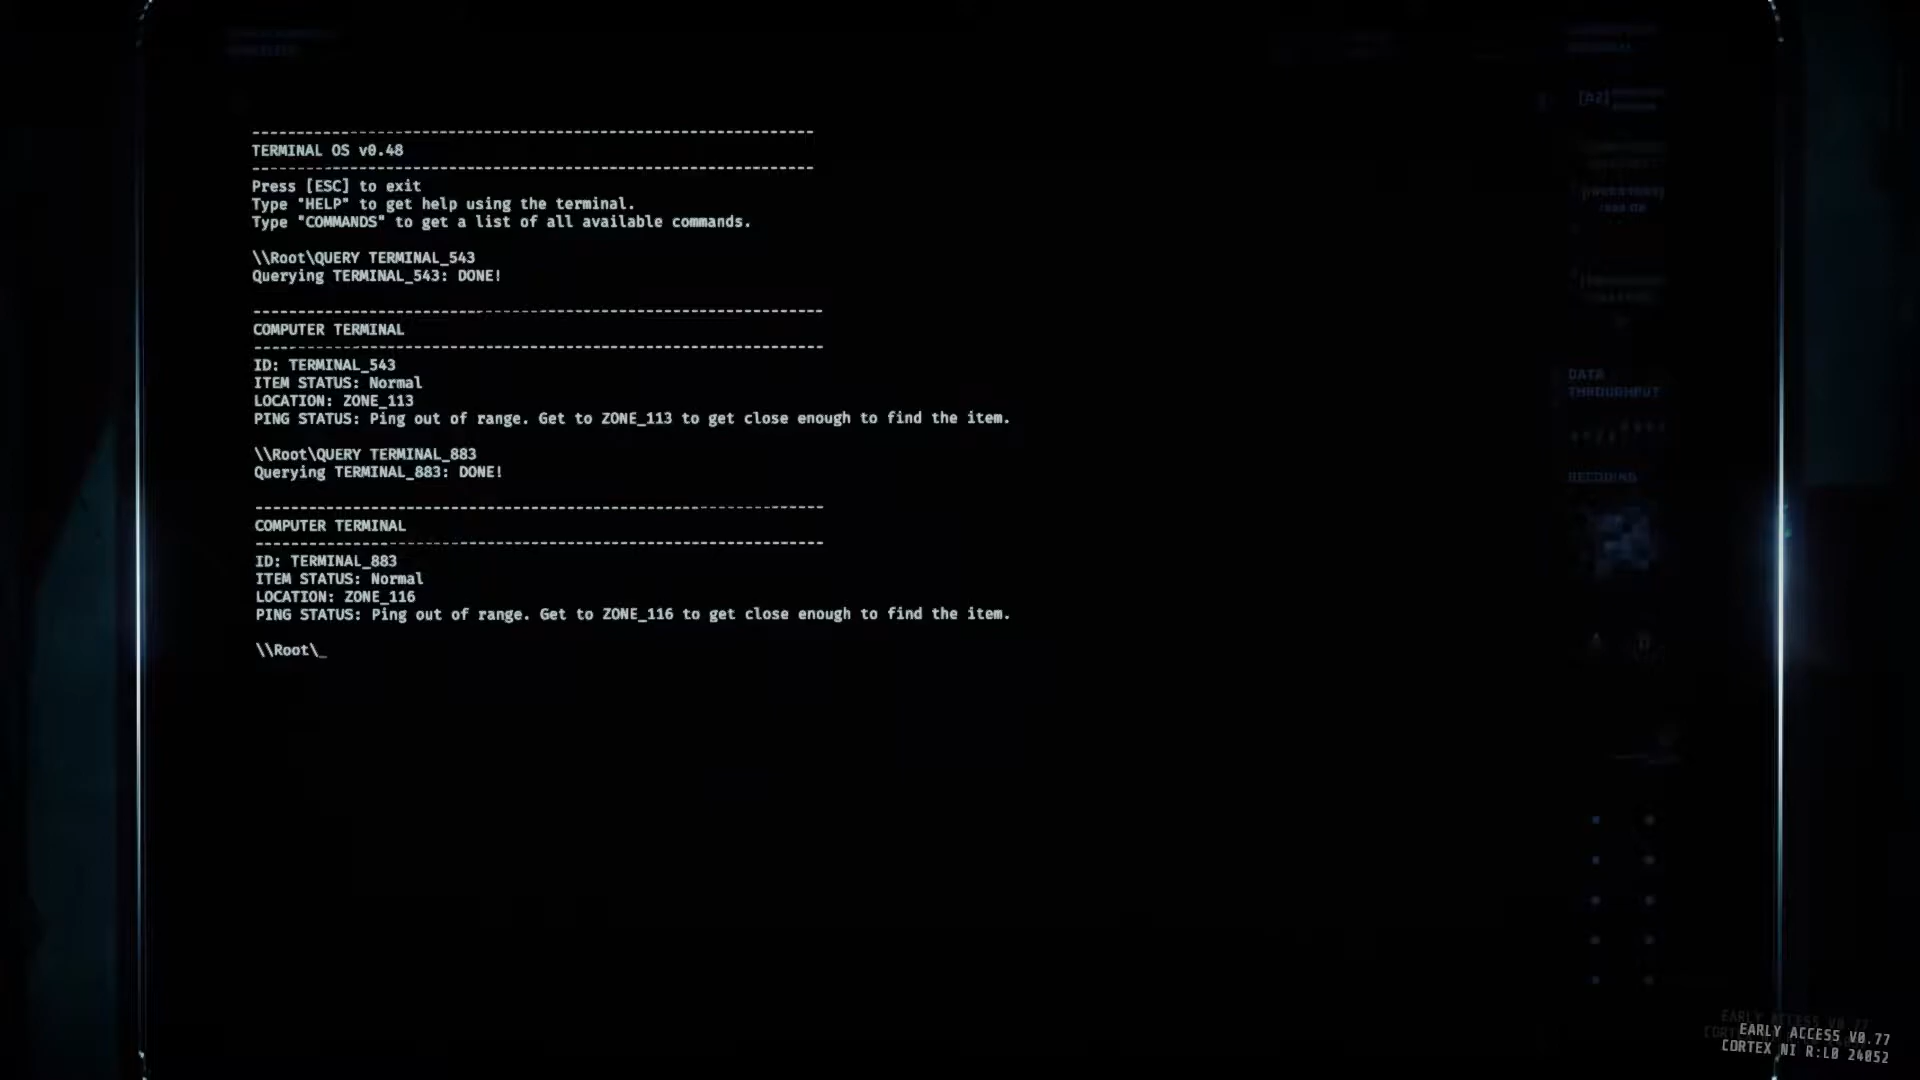 --------------------------------------------------------------
TERMINAL OS v0.48
--------------------------------------------------------------
Press [ESC] to exit
Type "HELP" to get help using the terminal.
Type "COMMANDS" to get a list of all available commands.
\\Root\QUERY TERMINAL_543
Querying TERMINAL_543: DONE!
---------------------------------------------------------------
COMPUTER TERMINAL
---------------------------------------------------------------
ID: TERMINAL_543
ITEM STATUS: Normal
LOCATION: ZONE_113
PING STATUS: Ping out of range. Get to ZONE_113 to get close enough to find the item.
\\Root\QUERY TERMINAL_883
Querying TERMINAL_883: DONE!
---------------------------------------------------------------
COMPUTER TERMINAL
---------------------------------------------------------------
ID: TERMINAL_883
ITEM STATUS: Normal
LOCATION: ZONE_116
PING STATUS: Ping out of range. Get to ZONE_116 to get close enough to find the item.
\\Root\_
DATA
THROUGHPUT
DECODING
EARLY ACCESS V0.77
CORTEX NI R:L0 24052